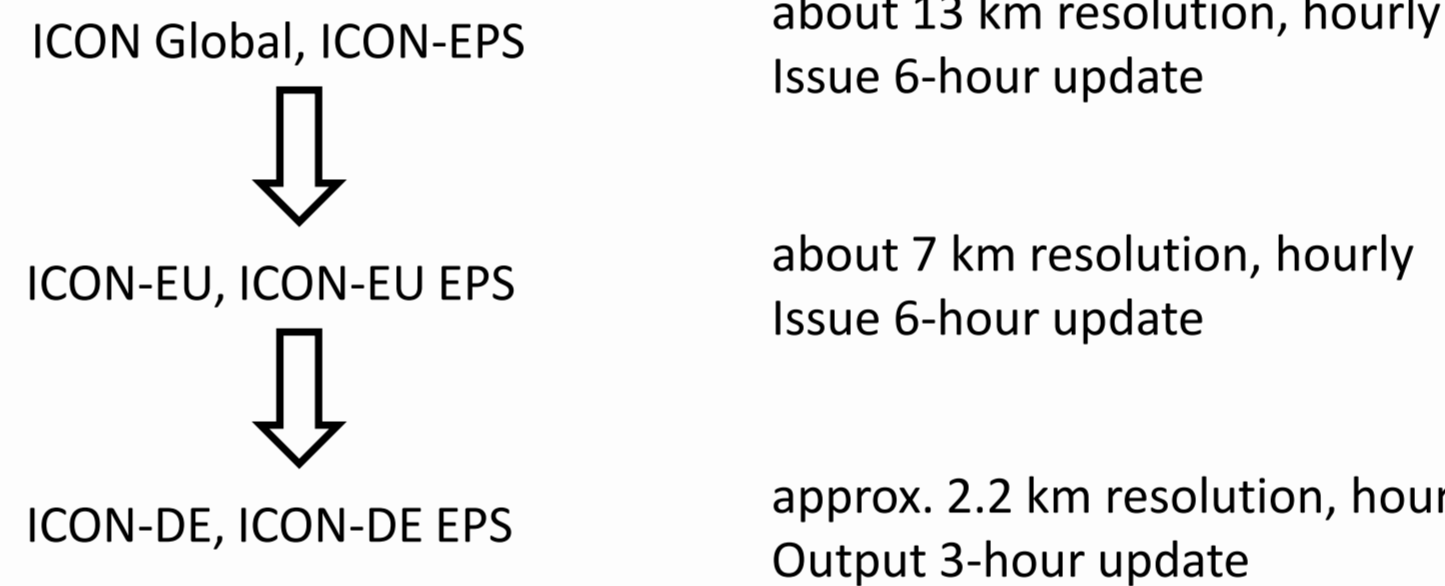 ICON Global, ICON-EPS
about 13 km resolution, hourly
Issue 6-hour update
ICON-EU, ICON-EU EPS
about 7 km resolution, hourly
Issue 6-hour update
ICON-DE, ICON-DE EPS
approx. 2.2 km resolution,
Output 3-hour update